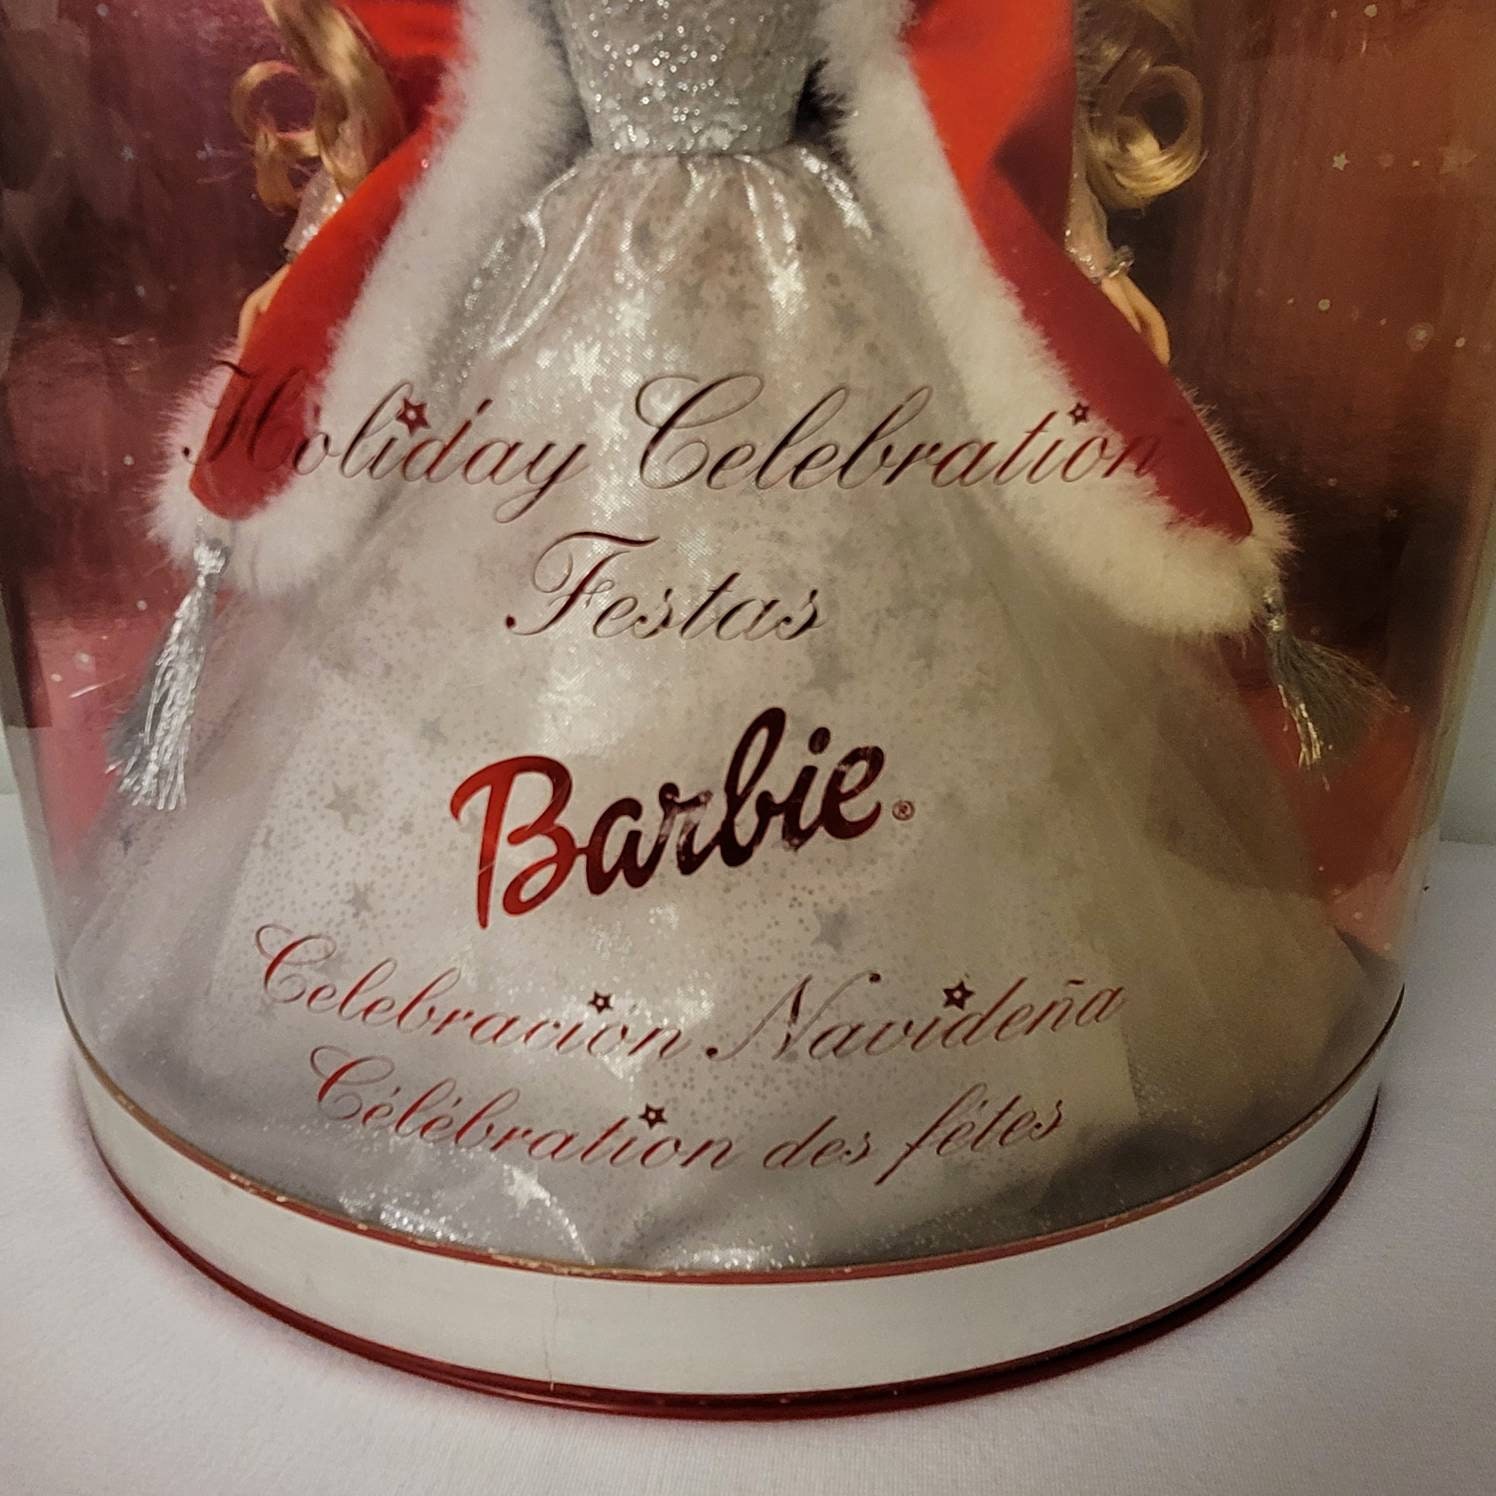 Holiday Celebration
Festas
Barbie®
Celebración Navideña
Célébration des fêtes